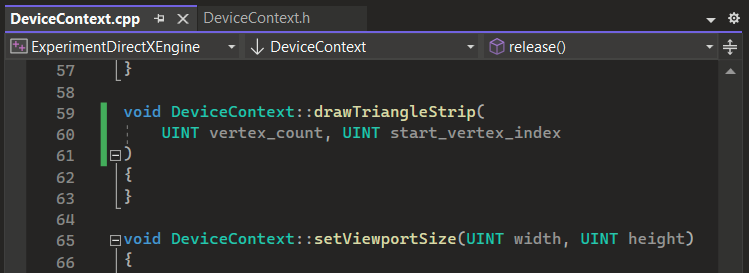 DeviceContext.cpp DeviceContext.h
ExperimentDirectXEngine DeviceContext release()
57 }
58
59 void DeviceContext::drawTriangleStrip(
60 UINT vertex_count, UINT start_vertex_index
61 )
62 {
63 }
64
65 void DeviceContext::setViewportSize(UINT width, UINT height)
66 {